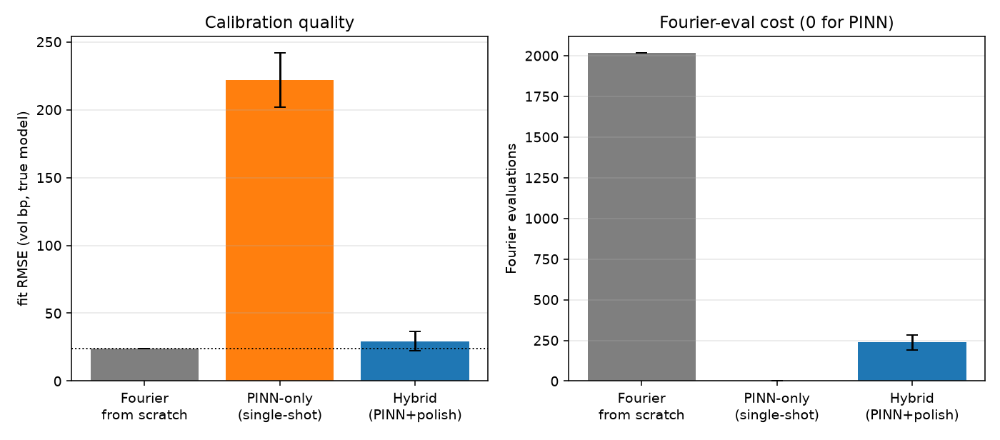 Calibration quality
fit RMSE (vol bp, true model)
250
200
150
100
50
0
Fourier
from scratch
PINN-only
(single-shot)
Hybrid
(PINN+polish)
Fourier-eval cost (0 for PINN)
Fourier evaluations
2000
1750
1500
1250
1000
750
500
250
0
Fourier
from scratch
PINN-only
(single-shot)
Hybrid
(PINN+polish)